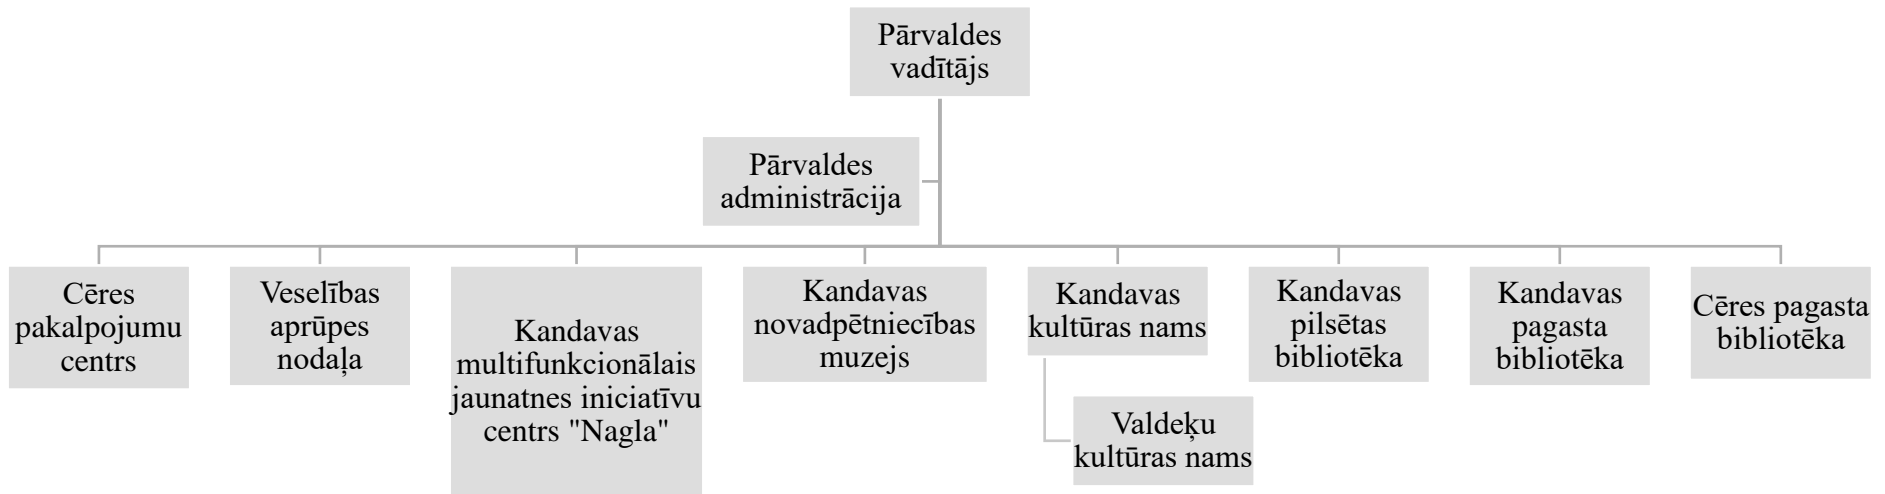 Pārvaldes
vadītājs
Pārvaldes
administrācija
Cēres
pakalpojumu
centrs
Veselības
aprūpes
nodaļa
Kandavas
multifunkcionālais
jaunatnes iniciatīvu
centrs "Nagla"
Kandavas
novadpētniecības
muzejs
Kandavas
kultūras nams
Valdeķu
kultūras nams
Kandavas
pilsētas
bibliotēka
Kandavas
pagasta
bibliotēka
Cēres pagasta
bibliotēka